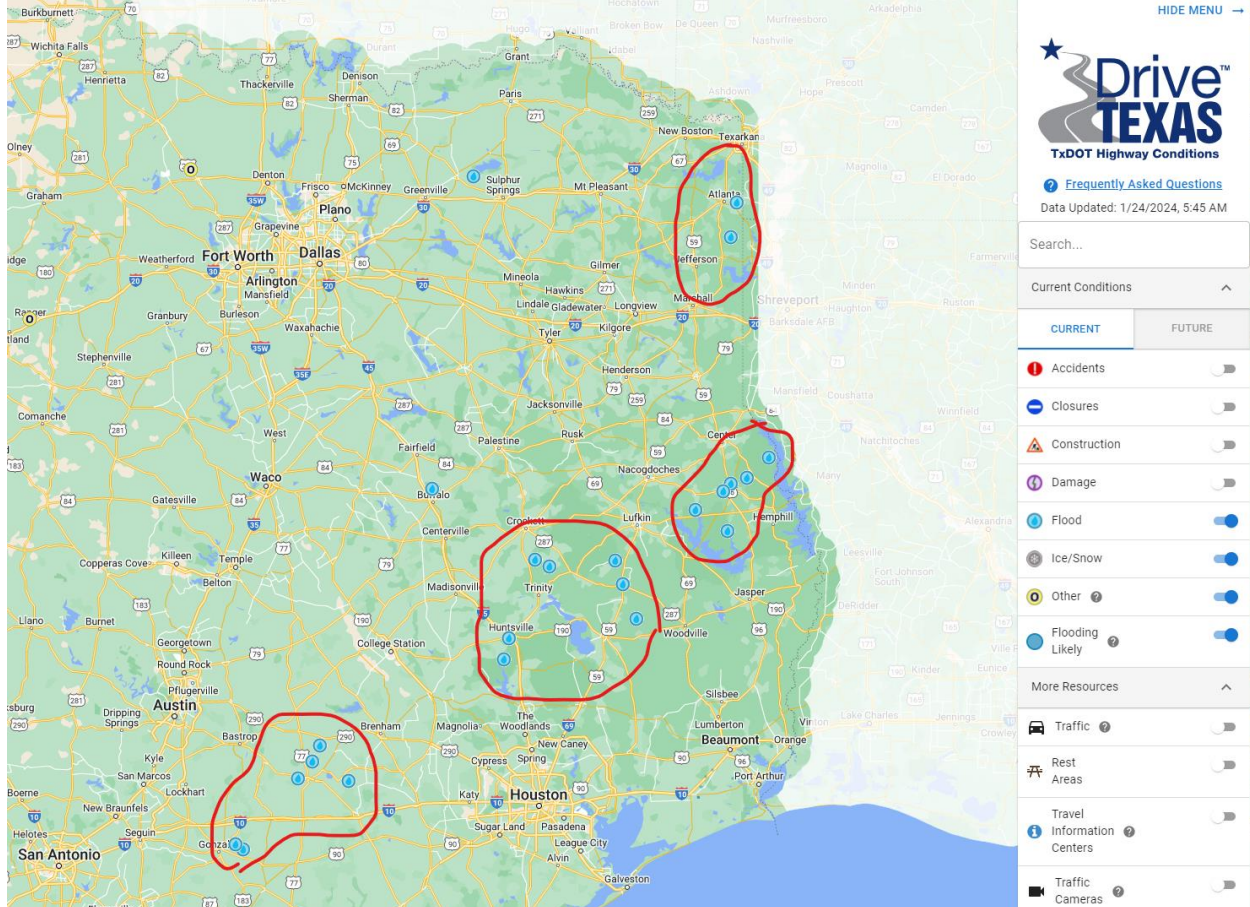 HIDE MENU →
Drive™
TEXAS
TxDOT Highway Conditions
Frequently Asked Questions
Data Updated: 1/24/2024, 5:45 AM
Search...
Current Conditions
CURRENT
FUTURE
Accidents
Closures
Construction
Damage
Flood
Ice/Snow
Other
Flooding
Likely
More Resources
Traffic
Rest
Areas
Travel
Information
Centers
Traffic
Cameras
Burkburnett
Hochatown
Arkadelphia
Broken Bow
De Queen
Murfreesboro
Hugo
Idabel
Nashville
Wichita Falls
Durant
Grant
Henrietta
Thackerville
Denison
Sherman
Paris
Ashdown
Hope
Prescott
Camden
New Boston
Texarkan
Olney
Magnolia
El Dorado
Denton
Frisco
McKinney
Greenville
Sulphur
Springs
Mt Pleasant
Atlanta
Graham
Plano
Grapevine
Weatherford
Fort Worth
Dallas
Arlington
Mansfield
Mineola
Gilmer
Jefferson
Farmerville
Hawkins
Minden
Ranger
Granbury
Burleson
Waxahachie
Lindale
Gladewater
Longview
Marshall
Shreveport
Haughton
Ruston
Barksdale AFB
Tyler
Kilgore
Stephenville
Henderson
Mansfield
Coushatta
Winnfield
Comanche
Jacksonville
West
Fairfield
Palestine
Rusk
Center
Natchitoches
Waco
Nacogdoches
Many
Gatesville
Buffalo
Centerville
Crockett
Lufkin
Hemphill
Alexandria
Killeen
Temple
Copperas Cove
Belton
Madisonville
Trinity
Leesville
Fort Johnson
South
Jasper
DeRidder
Llano
Burnet
Georgetown
College Station
Huntsville
Woodville
Round Rock
Kinder
Eunice
Pflugerville
Austin
Silsbee
Dripping
Springs
Bastrop
Brenham
Magnolia
The
Woodlands
Lumberton
Vinton
Lake Charles
Jennings
Crowley
Beaumont
Orange
Kyle
New Caney
Cypress
Spring
San Marcos
Lockhart
Port Arthur
Boerne
Katy
Houston
New Braunfels
Helotes
Seguin
Sugar Land
Pasadena
League City
San Antonio
Alvin
Galveston